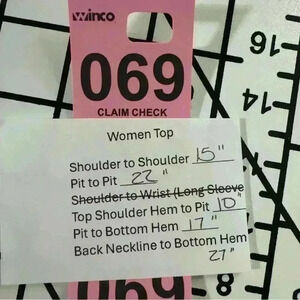 winco
069
CLAIM CHECK
Women Top
Shoulder to Shoulder 15"
Pit to Pit 22"
Shoulder to Wrist (Long Sleeve
Top Shoulder Hem to Pit 10"
Pit to Bottom Hem 17"
Back Neckline to Bottom Hem
27"
069
16
14
12